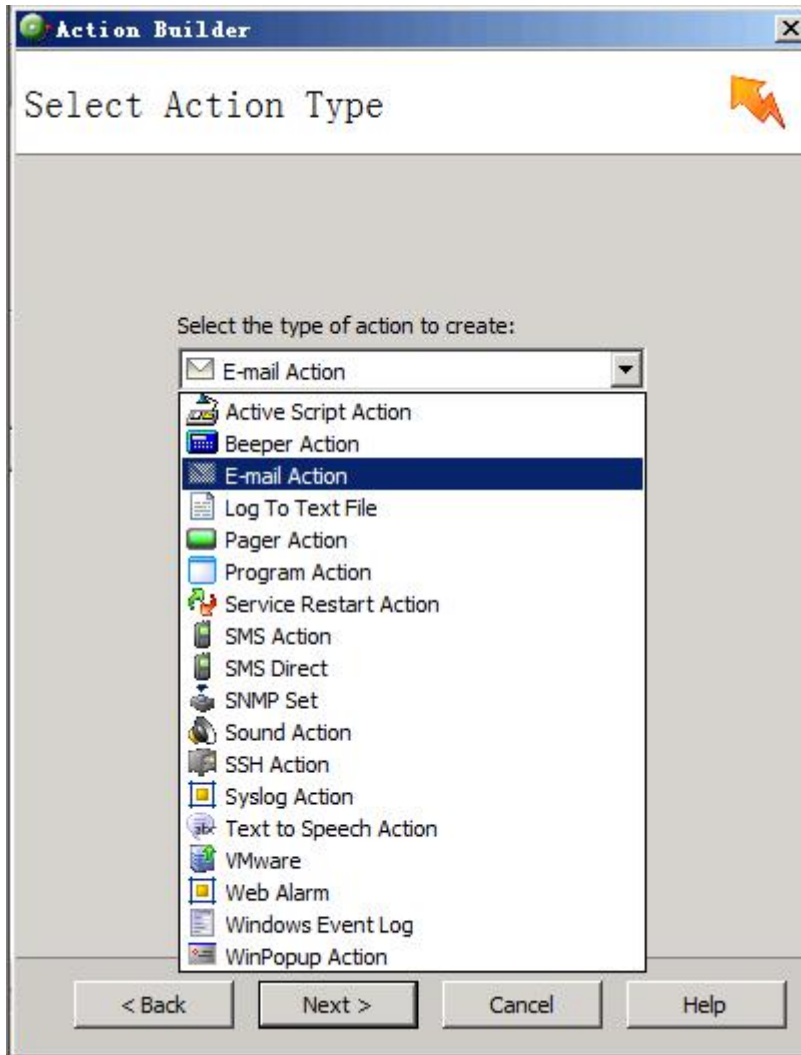 Action Builder
Select Action Type
Select the type of action to create:
E-mail Action
Active Script Action
Beeper Action
E-mail Action
Log To Text File
Pager Action
Program Action
Service Restart Action
SMS Action
SMS Direct
SNMP Set
Sound Action
SSH Action
Syslog Action
Text to Speech Action
VMware
Web Alarm
Windows Event Log
WinPopup Action
< Back Next > Cancel Help